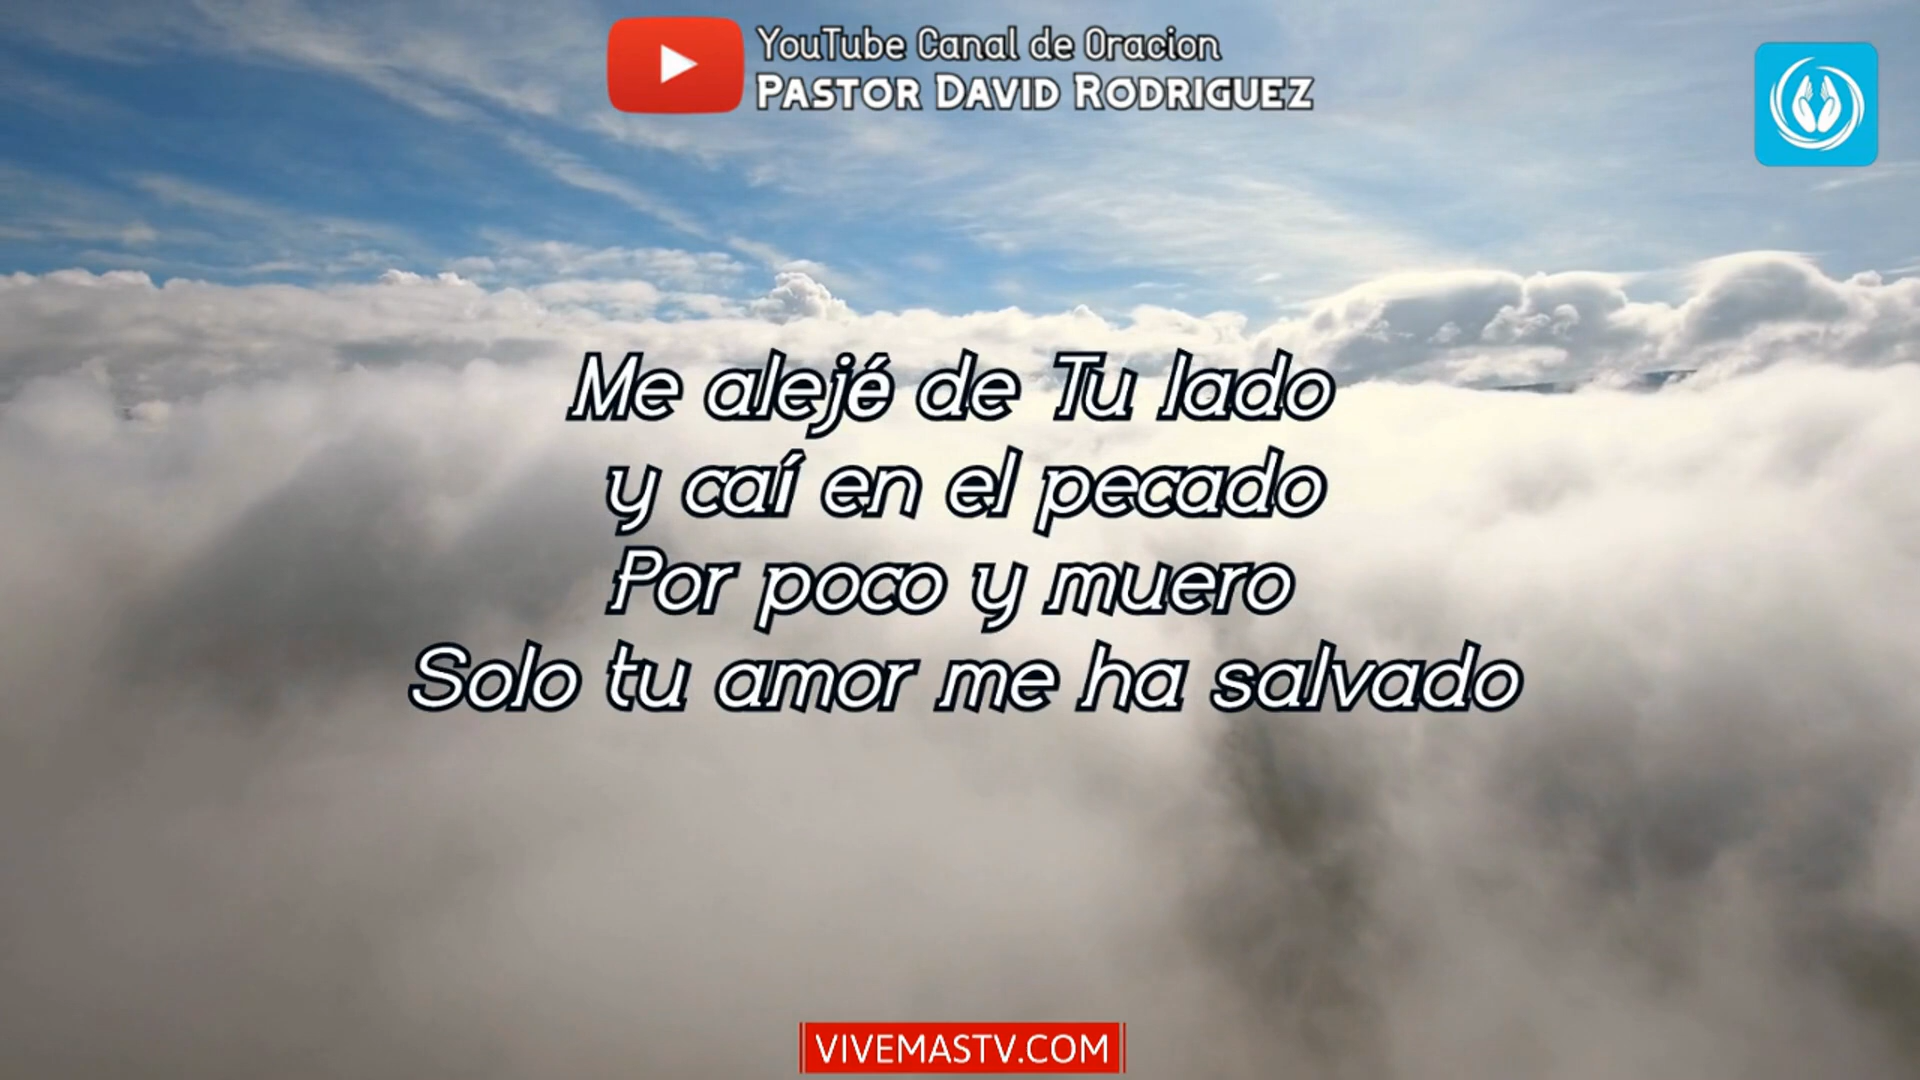 YouTube Canal de Oracion
PASTOR DAVID RODRIGUEZ
Me alejé de Tu lado
y caí en el pecado
Por poco y muero
Solo tu amor me ha salvado
VIVEMASTV.COM